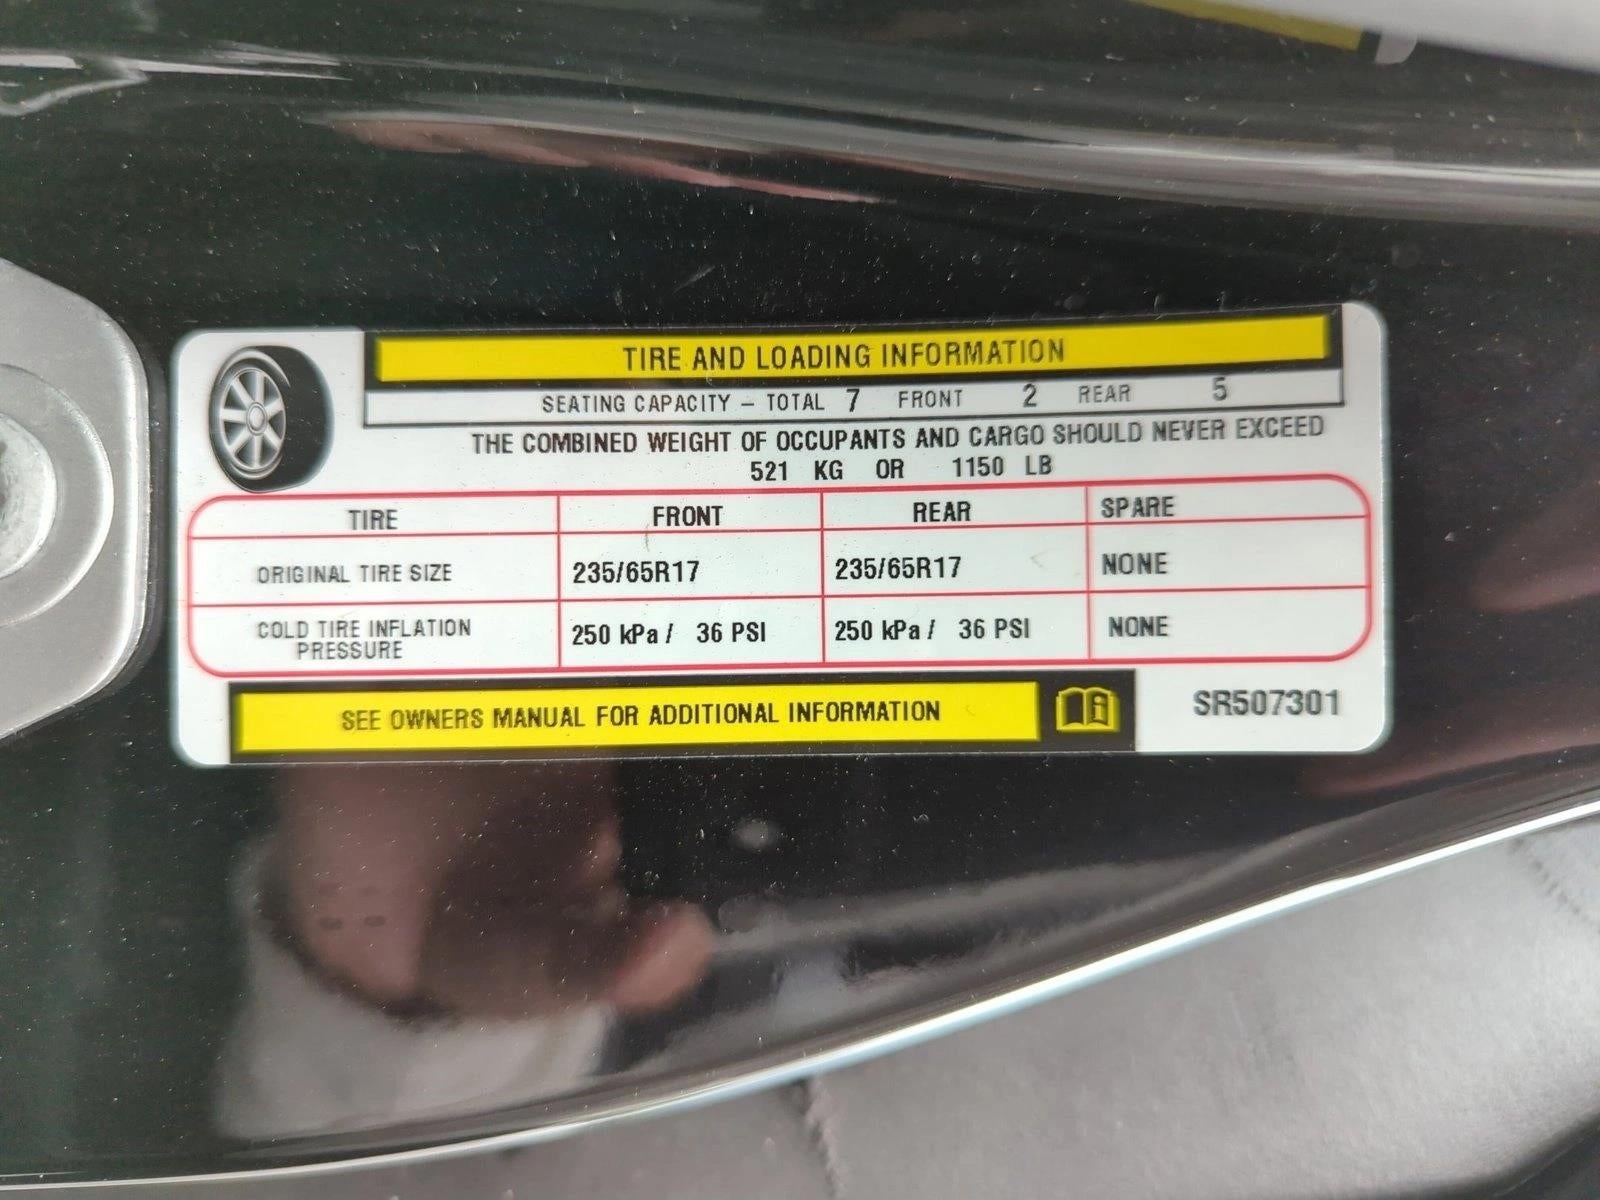 TIRE AND LOADING INFORMATION
SEATING CAPACITY – TOTAL 7 FRONT 2 REAR 5
THE COMBINED WEIGHT OF OCCUPANTS AND CARGO SHOULD NEVER EXCEED
521 KG OR 1150 LB
TIRE FRONT REAR SPARE
ORIGINAL TIRE SIZE 235/65R17 235/65R17 NONE
COLD TIRE INFLATION
PRESSURE 250 kPa / 36 PSI 250 kPa / 36 PSI NONE
SEE OWNERS MANUAL FOR ADDITIONAL INFORMATION
SR507301